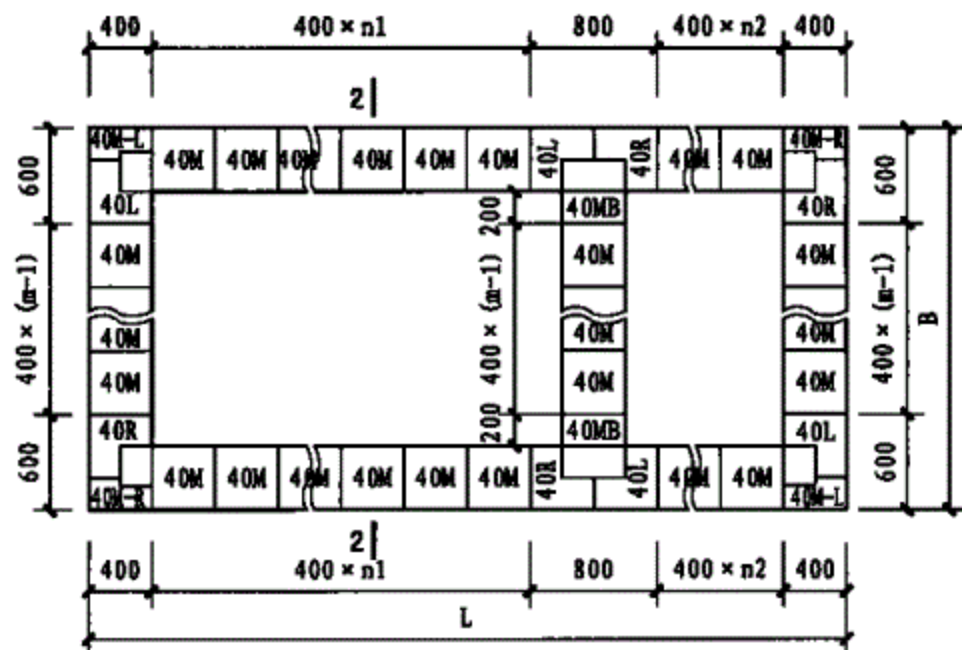 400 400 × n1 800 400 × n2 400
2
40M-L 40M 40M 40M 40M 40M 40M 40L 40R 40M 40M 40M-R
600 600
40L 200 40MB 40R
40M 40M 40M
400 × (m-1) 400 × (m-1) 400 × (m-1) B
40M 40M 40M
40M 40M 40M
40R 200 40MB 40L
600 600
40M-R 40M 40M 40M 40M 40M 40M 40R 40L 40M 40M 40M-L
2
400 400 × n1 800 400 × n2 400
L